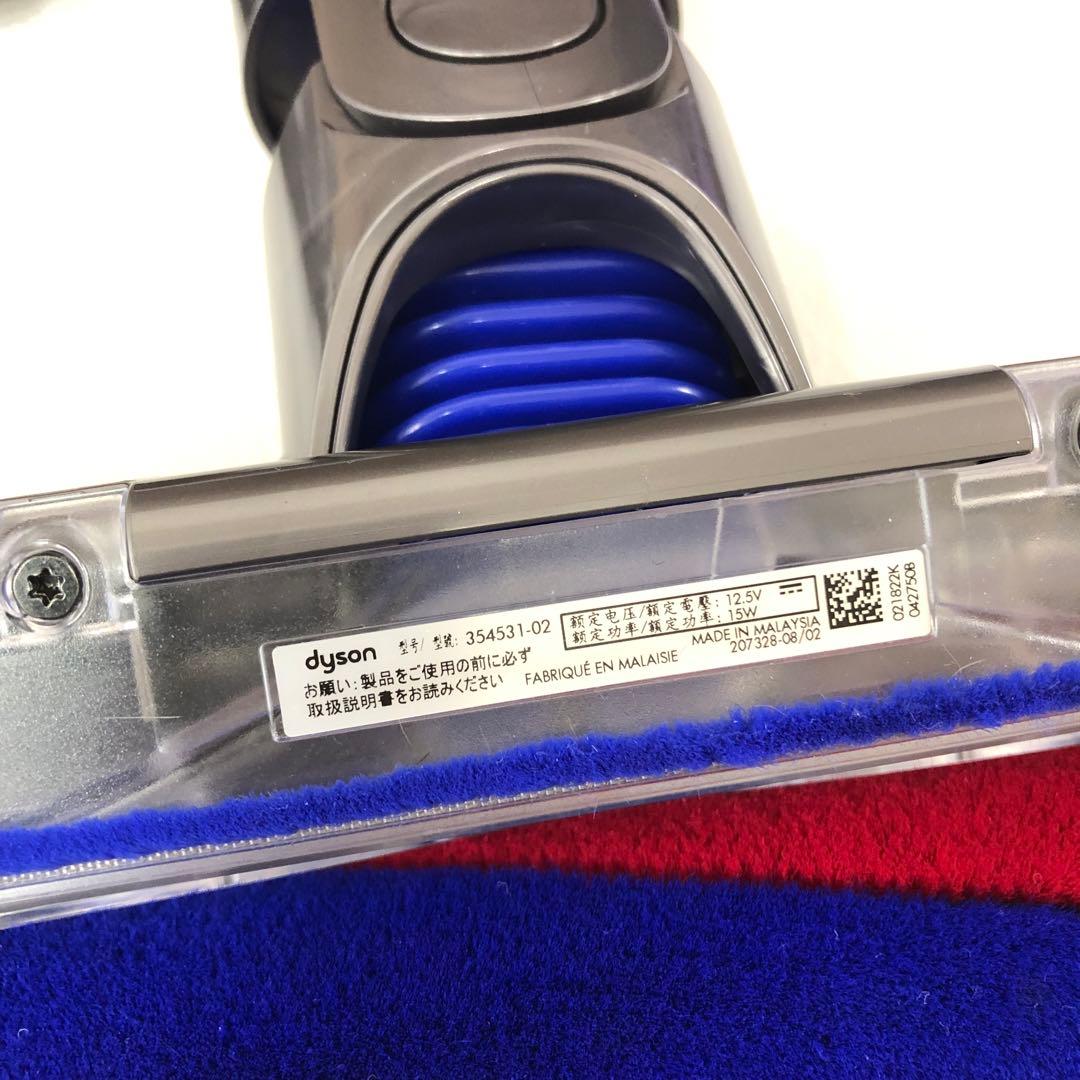 dyson 型号/ 型號: 354531-02
お願い: 製品をご使用の前に必ず
取扱説明書をお読みください
额定电压/額定電壓: 12.5V
额定功率/額定功率: 15W
FABRIQUÉ EN MALAISIE
MADE IN MALAYSIA
207328-08/02
021822K
0427508